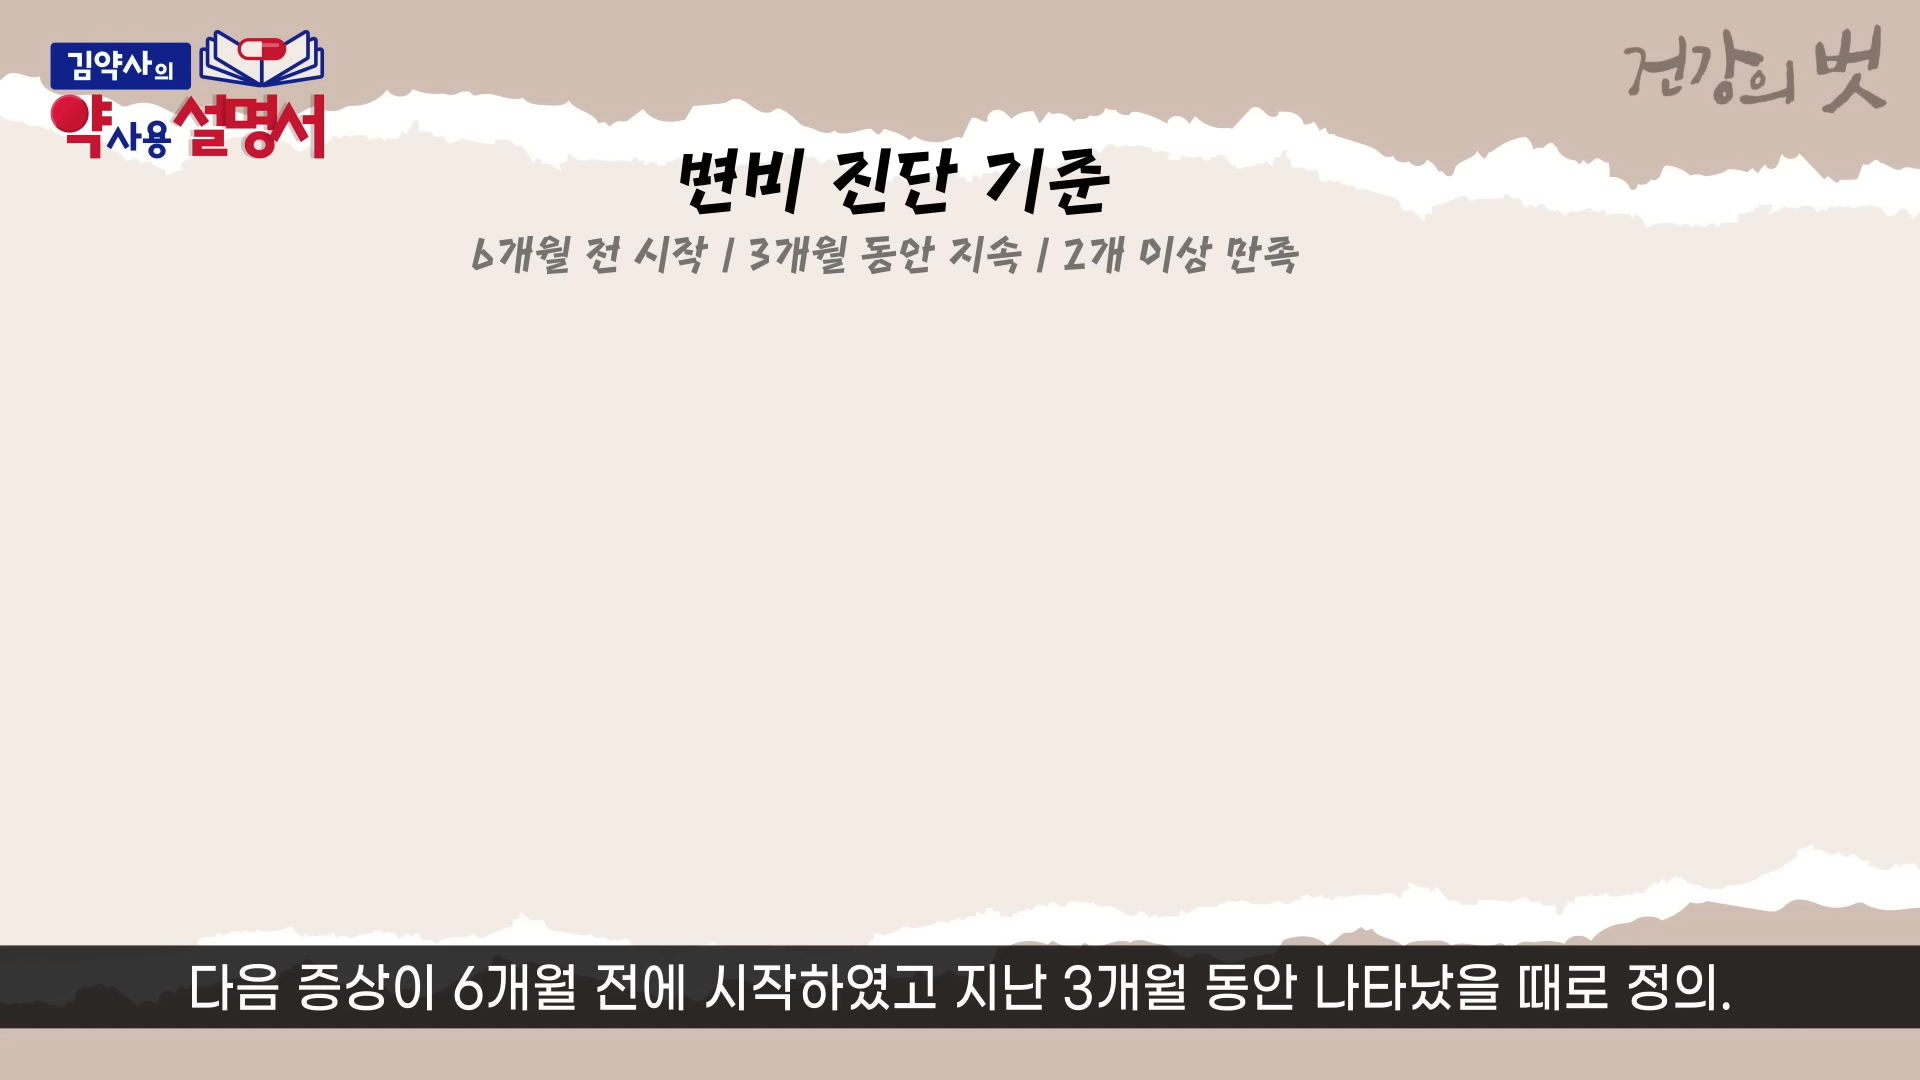 김약사의
약사용설명서
건강의 벗
변비 진단 기준
6개월 전 시작 / 3개월 동안 지속 / 2개 이상 만족
다음 증상이 6개월 전에 시작하였고 지난 3개월 동안 나타났을 때로 정의.